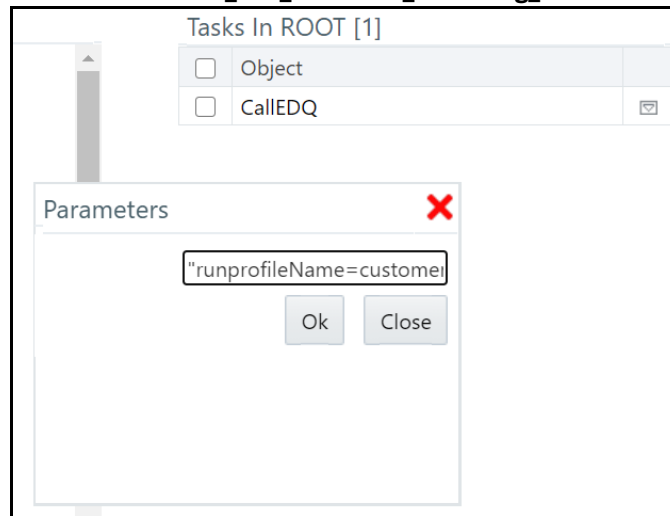 Tasks In ROOT [1]
Object
CallEDQ
Parameters
"runprofileName=customer
Ok
Close